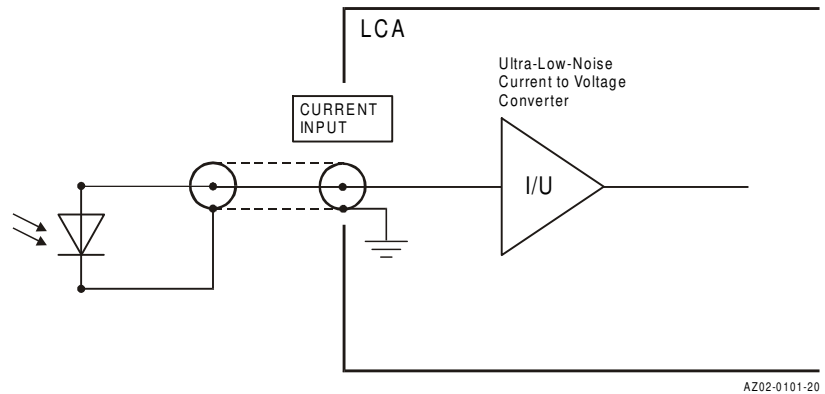 LCA
Ultra-Low-Noise
Current to Voltage
Converter
CURRENT
INPUT
I/U
AZ02-0101-20